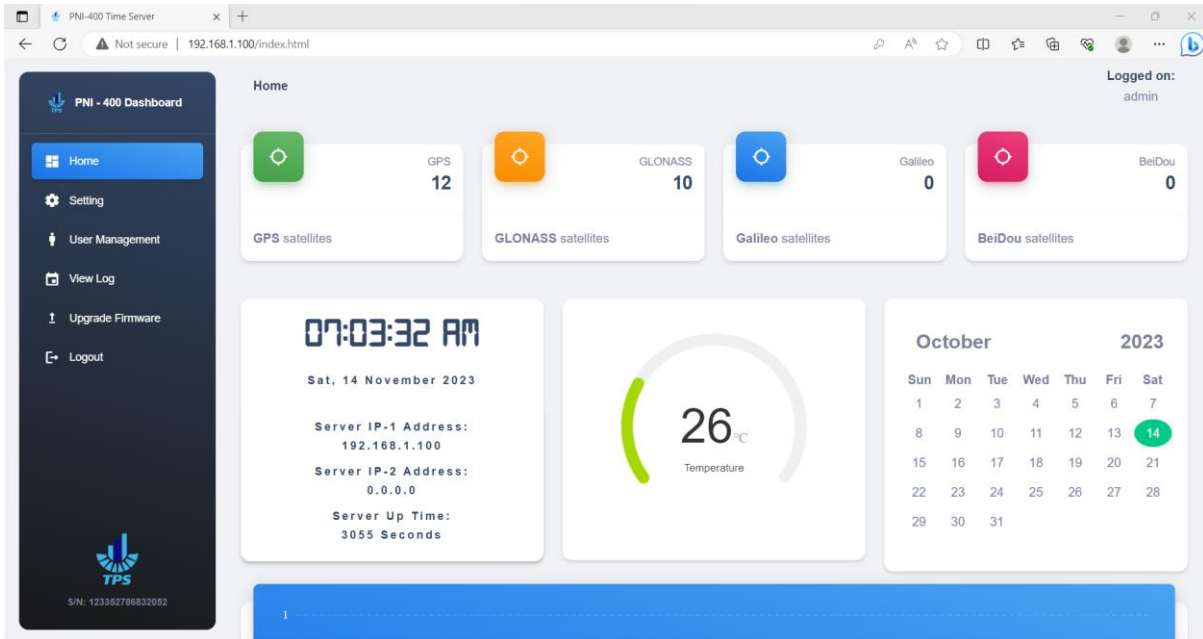 PNI-400 Time Server
Not secure | 192.168.1.100/index.html
PNI - 400 Dashboard
TPS
Home
Setting
User Management
View Log
Upgrade Firmware
Logout
TPS
S/N: 123352786832052
Home
Logged on:
admin
GPS
12
GPS satellites
GLONASS
10
GLONASS satellites
Galileo
0
Galileo satellites
BeiDou
0
BeiDou satellites
07:03:32 AM
Sat, 14 November 2023
Server IP-1 Address:
192.168.1.100
Server IP-2 Address:
0.0.0.0
Server Up Time:
3055 Seconds
26 °C
Temperature
October 2023
Sun Mon Tue Wed Thu Fri Sat
1 2 3 4 5 6 7
8 9 10 11 12 13 14
15 16 17 18 19 20 21
22 23 24 25 26 27 28
29 30 31
1